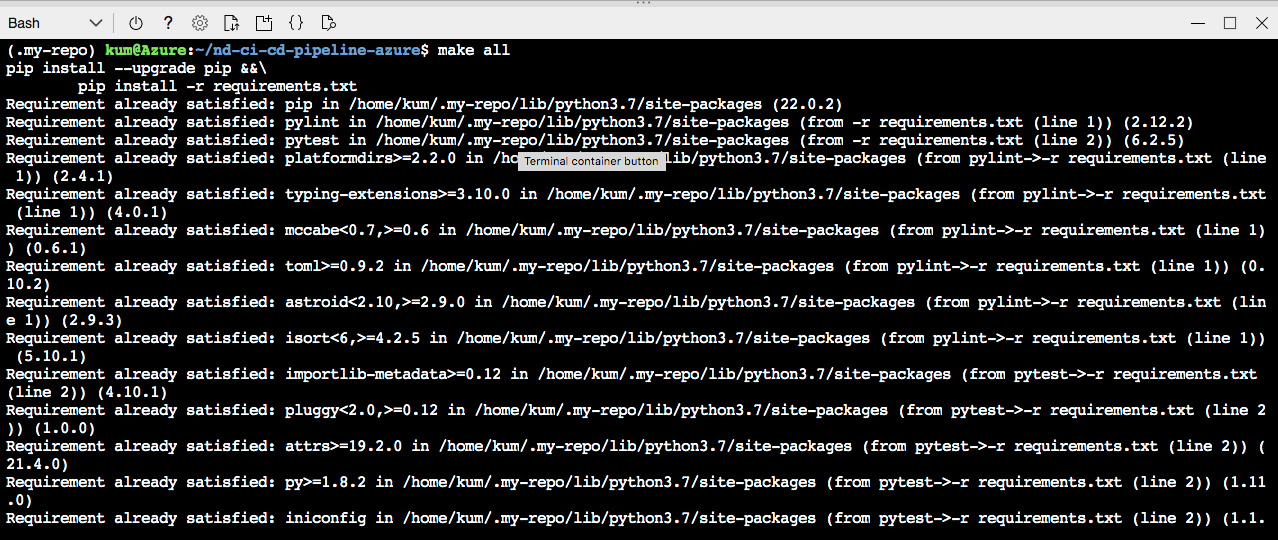 Bash
(.my-repo) kum@Azure:~/nd-ci-cd-pipeline-azure$ make all
pip install --upgrade pip &&\
pip install -r requirements.txt
Requirement already satisfied: pip in /home/kum/.my-repo/lib/python3.7/site-packages (22.0.2)
Requirement already satisfied: pylint in /home/kum/.my-repo/lib/python3.7/site-packages (from -r requirements.txt (line 1)) (2.12.2)
Requirement already satisfied: pytest in /home/kum/.my-repo/lib/python3.7/site-packages (from -r requirements.txt (line 2)) (6.2.5)
Requirement already satisfied: platformdirs>=2.2.0 in /ho Terminal container button lib/python3.7/site-packages (from pylint->-r requirements.txt (line
1)) (2.4.1)
Requirement already satisfied: typing-extensions>=3.10.0 in /home/kum/.my-repo/lib/python3.7/site-packages (from pylint->-r requirements.txt
(line 1)) (4.0.1)
Requirement already satisfied: mccabe<0.7,>=0.6 in /home/kum/.my-repo/lib/python3.7/site-packages (from pylint->-r requirements.txt (line 1)
) (0.6.1)
Requirement already satisfied: toml>=0.9.2 in /home/kum/.my-repo/lib/python3.7/site-packages (from pylint->-r requirements.txt (line 1)) (0.
10.2)
Requirement already satisfied: astroid<2.10,>=2.9.0 in /home/kum/.my-repo/lib/python3.7/site-packages (from pylint->-r requirements.txt (lin
e 1)) (2.9.3)
Requirement already satisfied: isort<6,>=4.2.5 in /home/kum/.my-repo/lib/python3.7/site-packages (from pylint->-r requirements.txt (line 1))
(5.10.1)
Requirement already satisfied: importlib-metadata>=0.12 in /home/kum/.my-repo/lib/python3.7/site-packages (from pytest->-r requirements.txt
(line 2)) (4.10.1)
Requirement already satisfied: pluggy<2.0,>=0.12 in /home/kum/.my-repo/lib/python3.7/site-packages (from pytest->-r requirements.txt (line 2
)) (1.0.0)
Requirement already satisfied: attrs>=19.2.0 in /home/kum/.my-repo/lib/python3.7/site-packages (from pytest->-r requirements.txt (line 2)) (
21.4.0)
Requirement already satisfied: py>=1.8.2 in /home/kum/.my-repo/lib/python3.7/site-packages (from pytest->-r requirements.txt (line 2)) (1.11
.0)
Requirement already satisfied: iniconfig in /home/kum/.my-repo/lib/python3.7/site-packages (from pytest->-r requirements.txt (line 2)) (1.1.